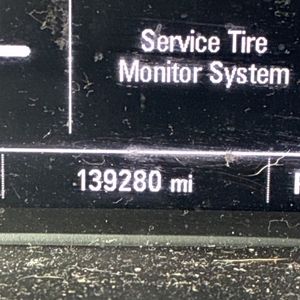 Service Tire
Monitor System
139280 mi